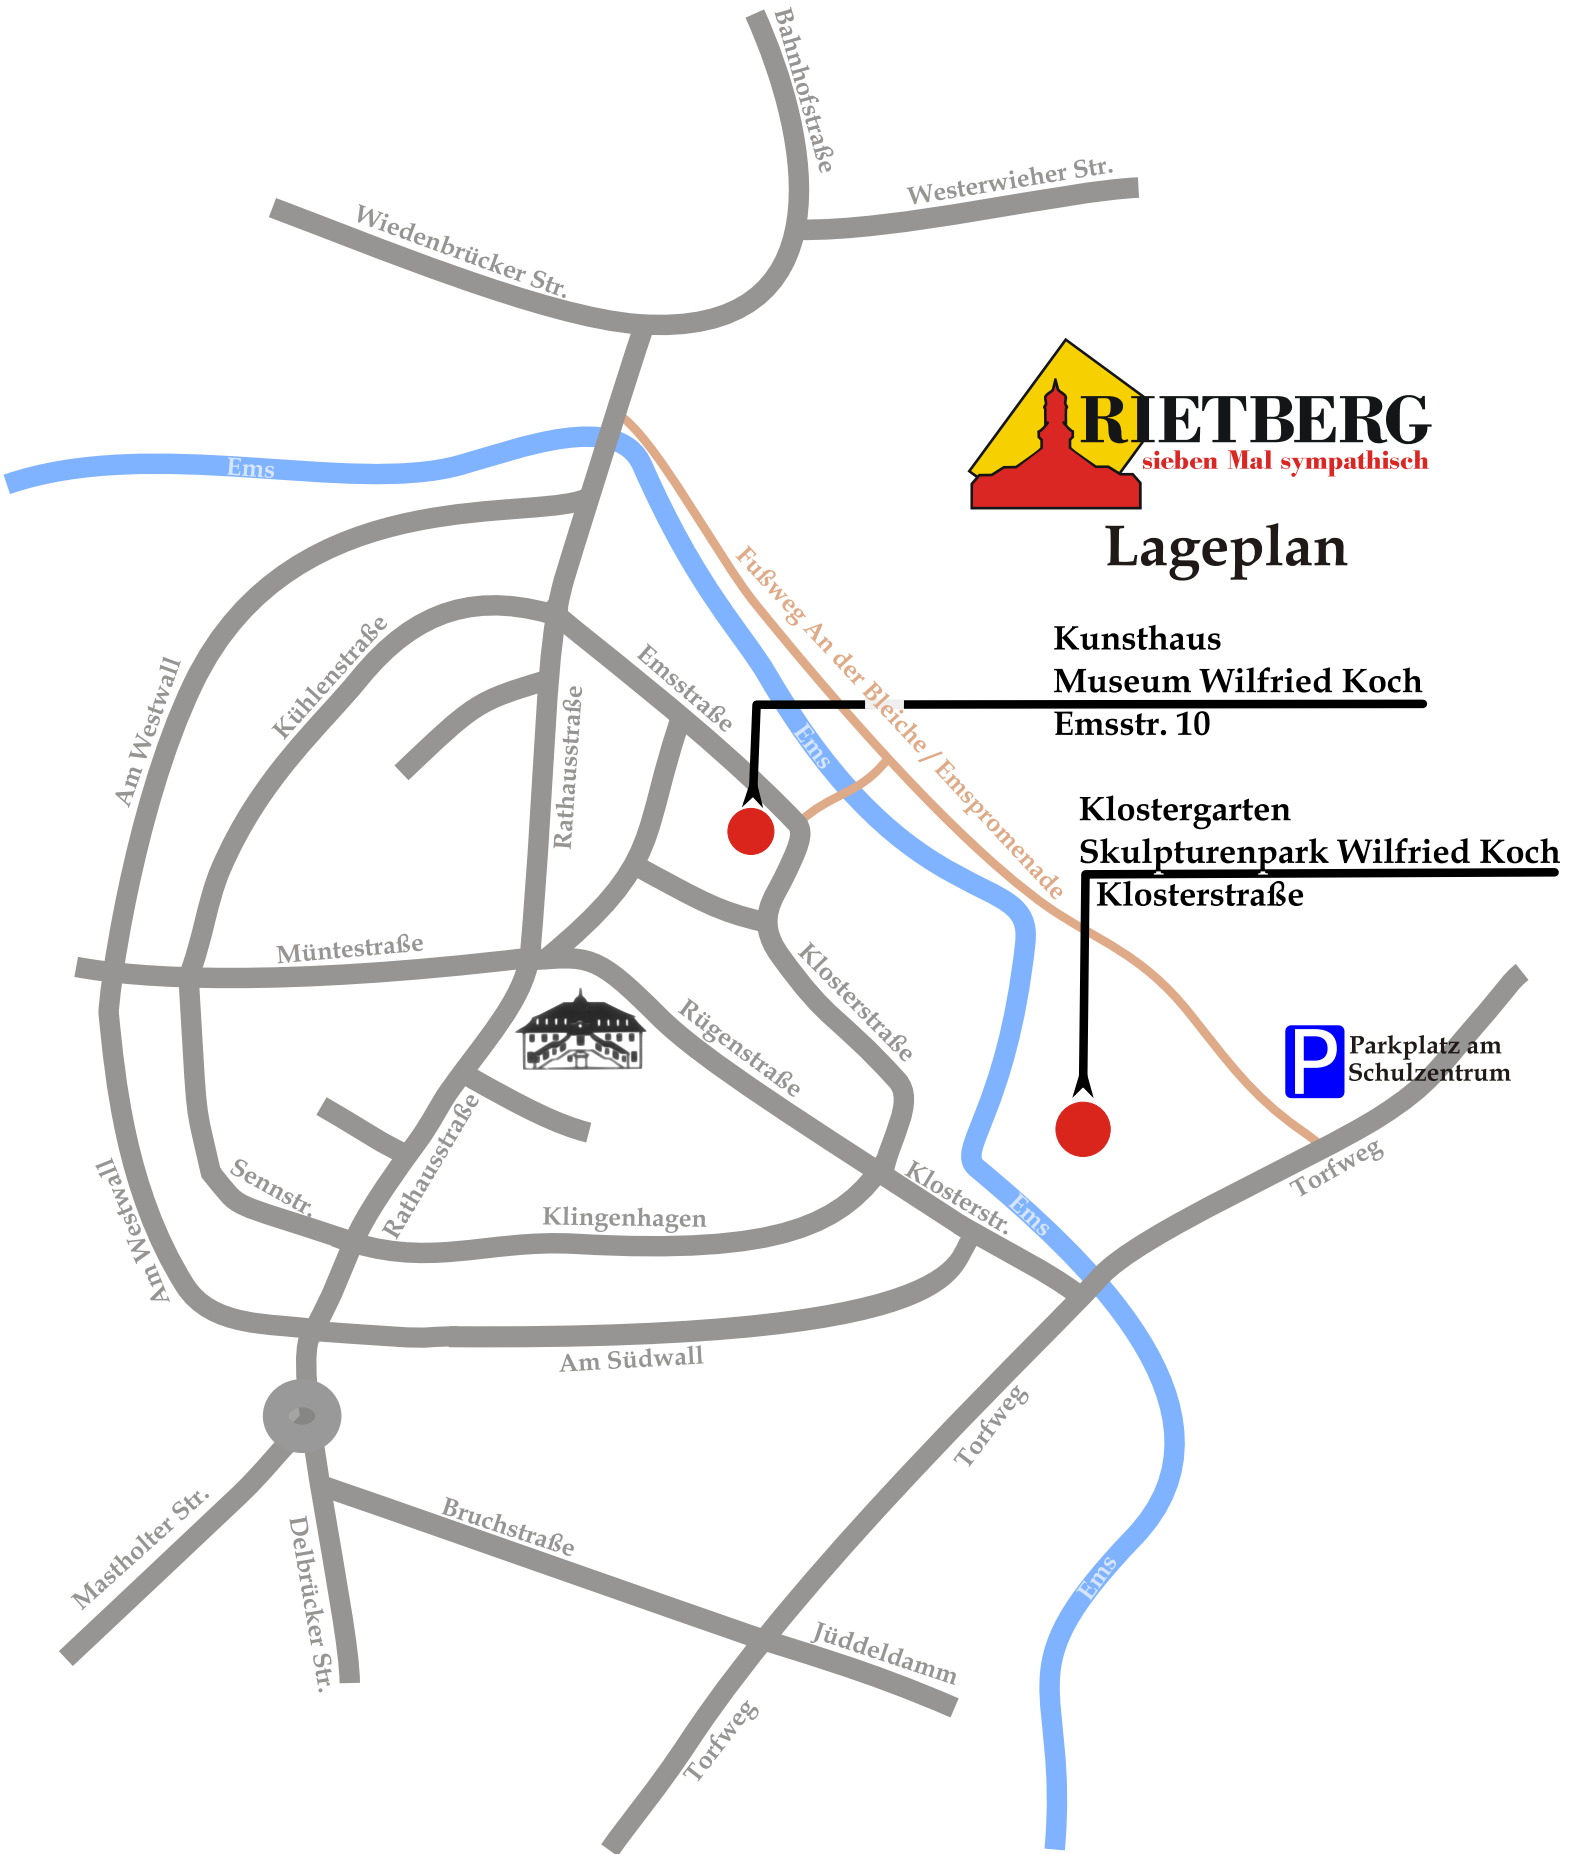 Bahnhofstraße
Westerwieher Str.
Wiedenbrücker Str.
RIETBERG
sieben Mal sympathisch
Lageplan
Ems
Fußweg An der Bleiche / Emspromenade
Kunsthaus
Museum Wilfried Koch
Emsstr. 10
Kühlenstraße
Emsstraße
Am Westwall
Rathausstraße
Ems
Klostergarten
Skulpturenpark Wilfried Koch
Klosterstraße
Müntestraße
Klosterstraße
Rügenstraße
P
Parkplatz am
Schulzentrum
Rathausstraße
Sennstr.
Am Westwall
Klingenhagen
Klosterstr.
Ems
Torfweg
Am Südwall
Torfweg
Mastholter Str.
Delbrücker Str.
Bruchstraße
Ems
Jüddeldamm
Torfweg